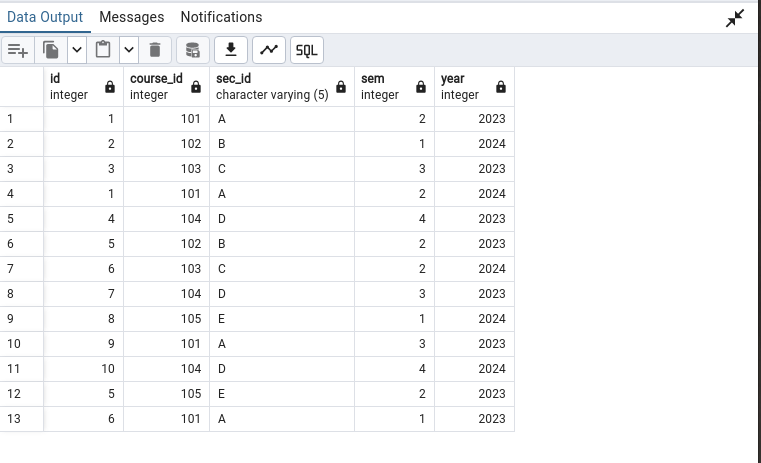 Data Output Messages Notifications
SQL
id course_id sec_id sem year
integer integer character varying (5) integer integer
1 1 101 A 2 2023
2 2 102 B 1 2024
3 3 103 C 3 2023
4 1 101 A 2 2024
5 4 104 D 4 2023
6 5 102 B 2 2023
7 6 103 C 2 2024
8 7 104 D 3 2023
9 8 105 E 1 2024
10 9 101 A 3 2023
11 10 104 D 4 2024
12 5 105 E 2 2023
13 6 101 A 1 2023